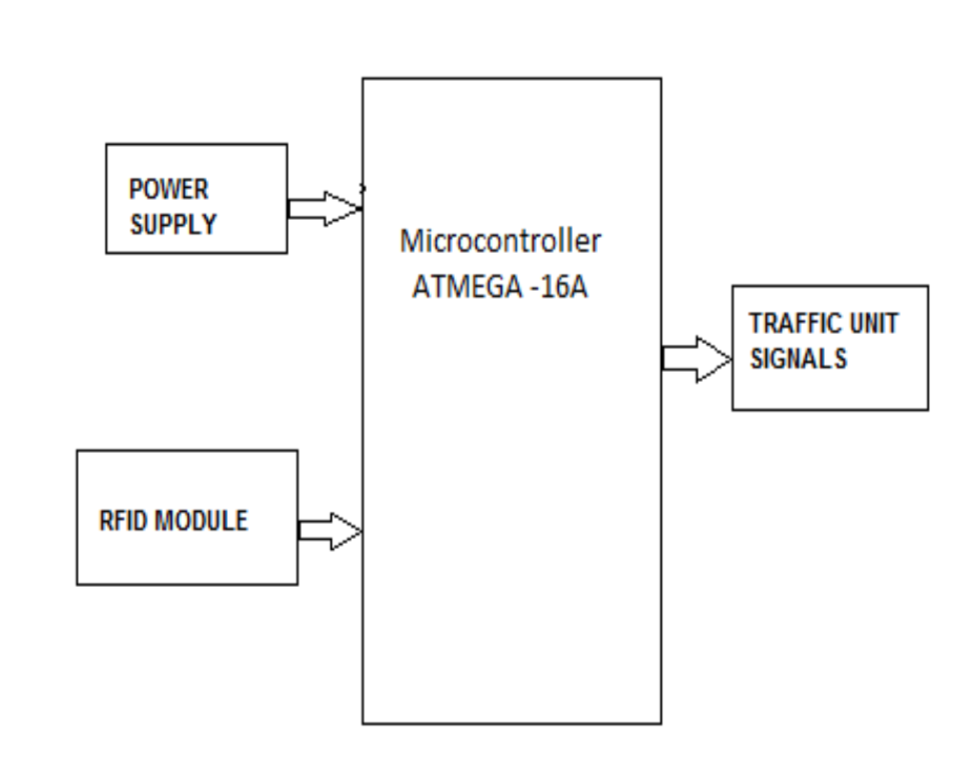 POWER
SUPPLY
Microcontroller
ATMEGA -16A
TRAFFIC UNIT
SIGNALS
RFID MODULE